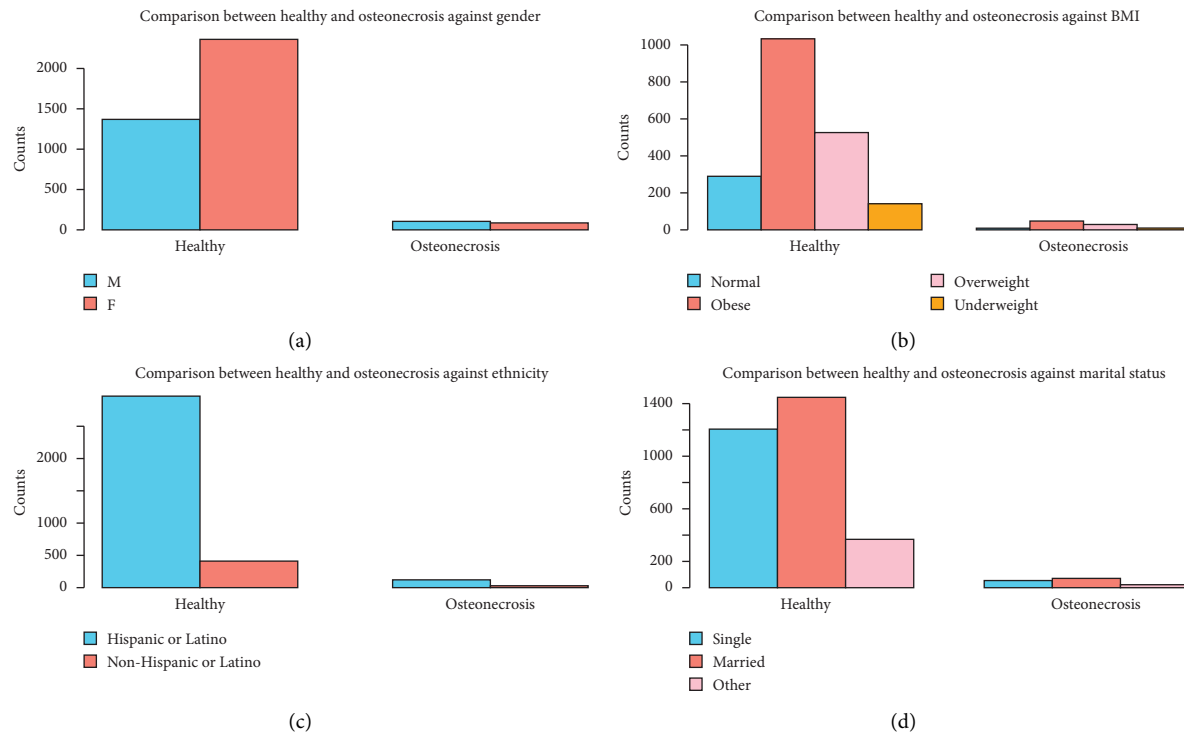 Comparison between healthy and osteonecrosis against gender
2000
1500
1000
500
0
Counts
Healthy
Osteonecrosis
M
F
(a)
Comparison between healthy and osteonecrosis against BMI
1000
800
600
400
200
0
Counts
Healthy
Osteonecrosis
Normal
Obese
Overweight
Underweight
(b)
Comparison between healthy and osteonecrosis against ethnicity
2000
1000
500
0
Counts
Healthy
Osteonecrosis
Hispanic or Latino
Non-Hispanic or Latino
(c)
Comparison between healthy and osteonecrosis against marital status
1400
1000
600
200
0
Counts
Healthy
Osteonecrosis
Single
Married
Other
(d)